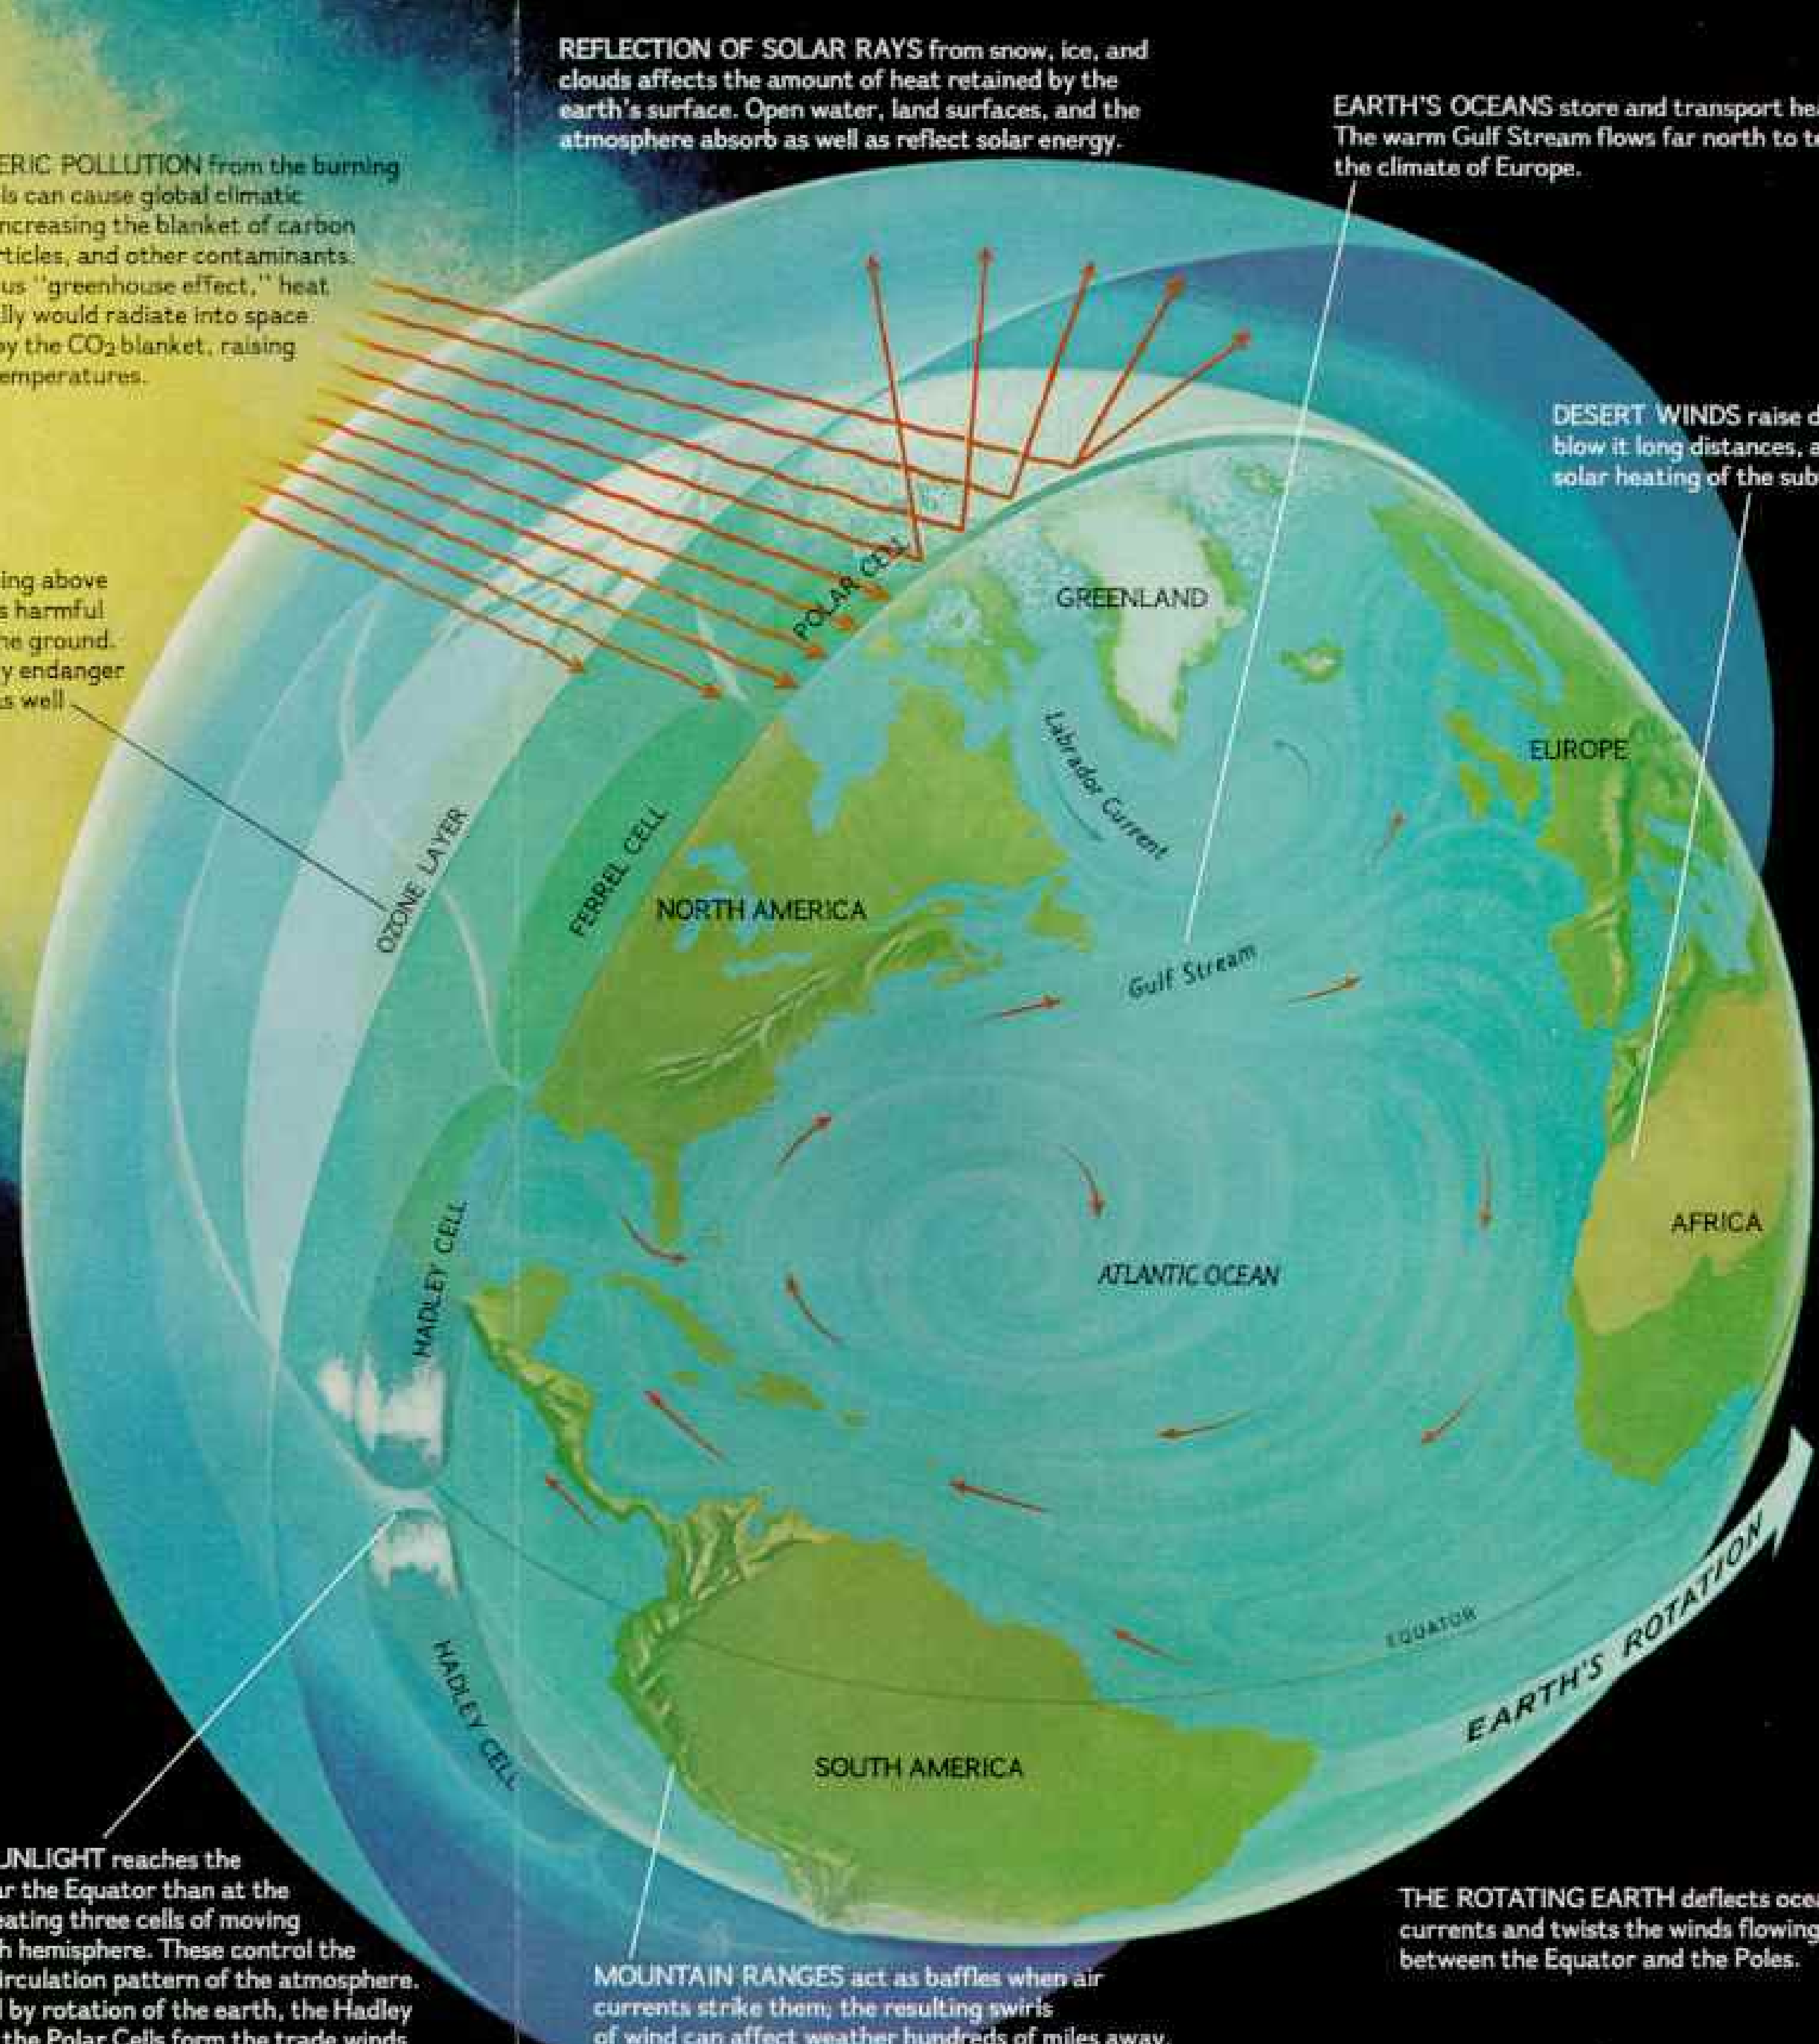 REFLECTION OF SOLAR RAYS from snow, ice, and
clouds affects the amount of heat retained by the
earth's surface. Open water, land surfaces, and the
atmosphere absorb as well as reflect solar energy.
EARTH'S OCEANS store and transport hea
The warm Gulf Stream flows far north to te
the climate of Europe.
ERIC POLLUTION from the burning
ls can cause global climatic
ncreasing the blanket of carbon
rticles, and other contaminants.
us "greenhouse effect," heat
lly would radiate into space
by the CO2 blanket, raising
emperatures.
DESERT WINDS raise d
blow it long distances, a
solar heating of the sub
ing above
s harmful
he ground.
y endanger
as well
POLAR CELL
GREENLAND
Labrador Current
EUROPE
OZONE LAYER
FERREL CELL
NORTH AMERICA
Gulf Stream
HADLEY CELL
AFRICA
ATLANTIC OCEAN
EQUATOR
EARTH'S ROTATION
HADLEY CELL
SOUTH AMERICA
UNLIGHT reaches the
ar the Equator than at the
eating three cells of moving
h hemisphere. These control the
irculation pattern of the atmosphere.
l by rotation of the earth, the Hadley
the Polar Cells form the trade winds
MOUNTAIN RANGES act as baffles when air
currents strike them; the resulting swirls
of wind can affect weather hundreds of miles away.
THE ROTATING EARTH deflects ocea
currents and twists the winds flowing
between the Equator and the Poles.